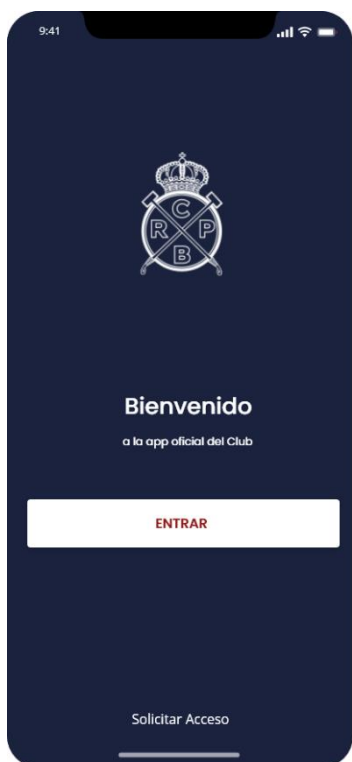 9:41
C
R P
B
Bienvenido
a la app oficial del Club
ENTRAR
Solicitar Acceso